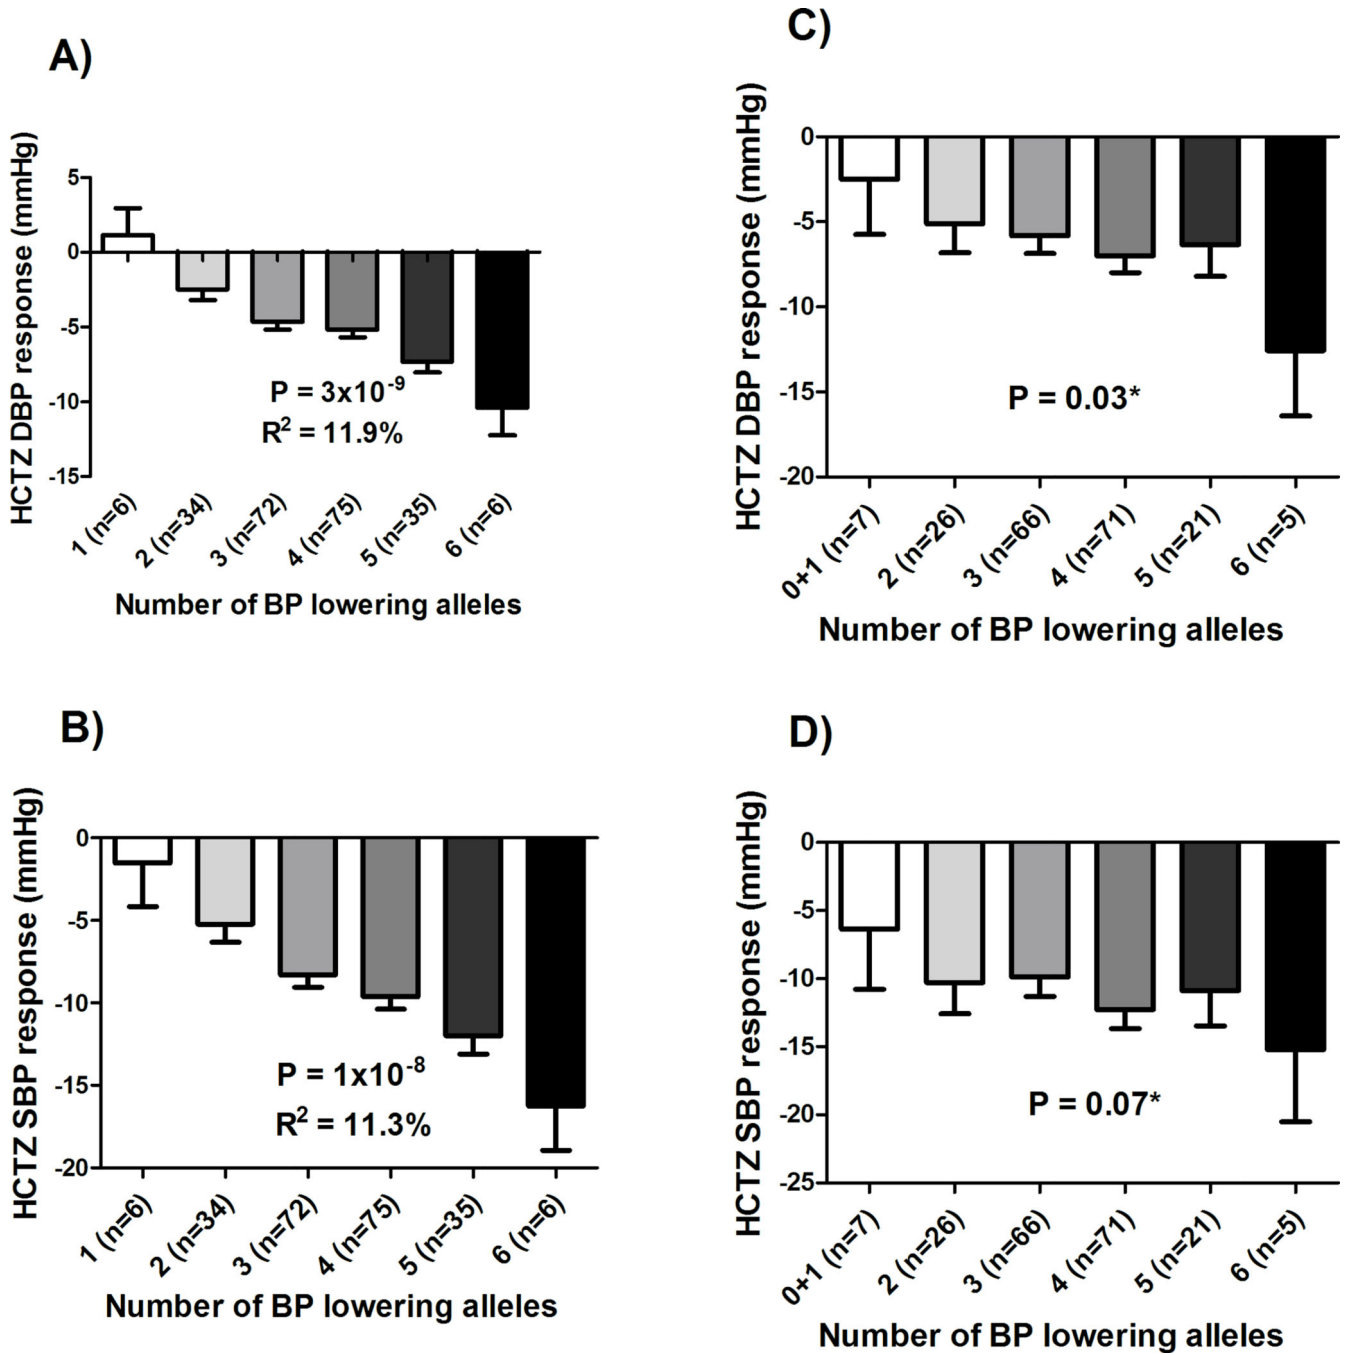 A)
HCTZ DBP response (mmHg)
5
0
-5
-10
-15
P = 3x10⁻⁹
R² = 11.9%
1 (n=6)
2 (n=34)
3 (n=72)
4 (n=75)
5 (n=35)
6 (n=6)
Number of BP lowering alleles
B)
HCTZ SBP response (mmHg)
0
-5
-10
-15
-20
P = 1x10⁻⁸
R² = 11.3%
1 (n=6)
2 (n=34)
3 (n=72)
4 (n=75)
5 (n=35)
6 (n=6)
Number of BP lowering alleles
C)
HCTZ DBP response (mmHg)
0
-5
-10
-15
-20
P = 0.03*
0+1 (n=7)
2 (n=26)
3 (n=66)
4 (n=71)
5 (n=21)
6 (n=5)
Number of BP lowering alleles
D)
HCTZ SBP response (mmHg)
0
-5
-10
-15
-20
-25
P = 0.07*
0+1 (n=7)
2 (n=26)
3 (n=66)
4 (n=71)
5 (n=21)
6 (n=5)
Number of BP lowering alleles